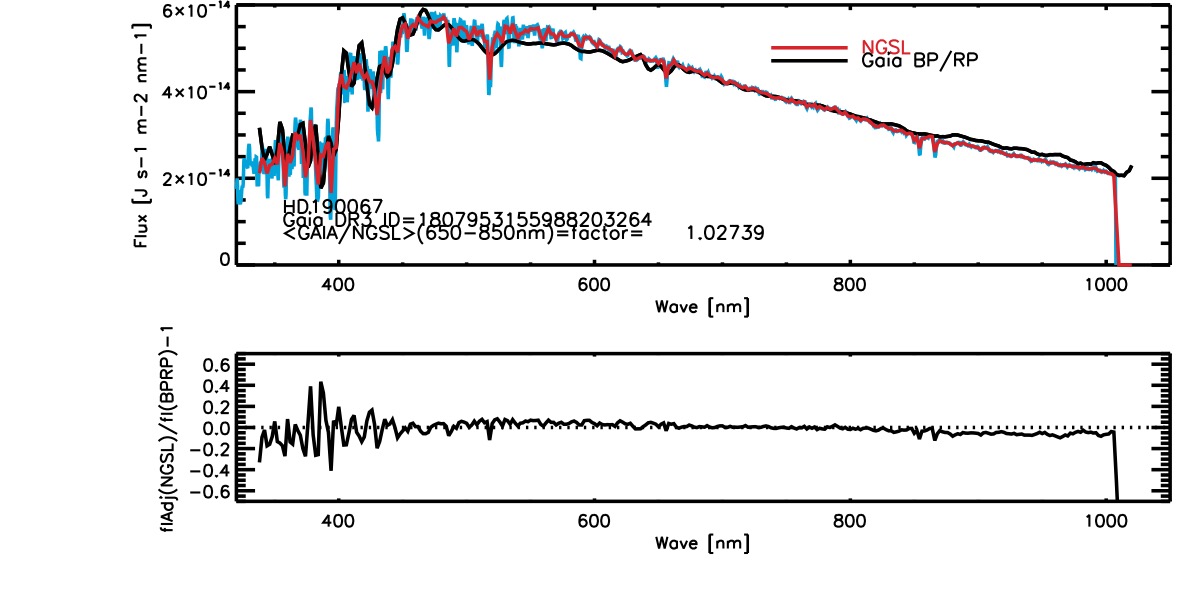 6×10−14
4×10−14
2×10−14
0
Flux [J s−1 m−2 nm−1]
NGSL
Gaia BP/RP
HD190067
Gaia DR3 ID=1807953155988203264
<GAIA/NGSL>(650−850nm)=factor= 1.02739
400 600 800 1000
Wave [nm]
flAdj(NGSL)/fl(BPRP)−1
0.6
0.4
0.2
0.0
−0.2
−0.4
−0.6
400 600 800 1000
Wave [nm]